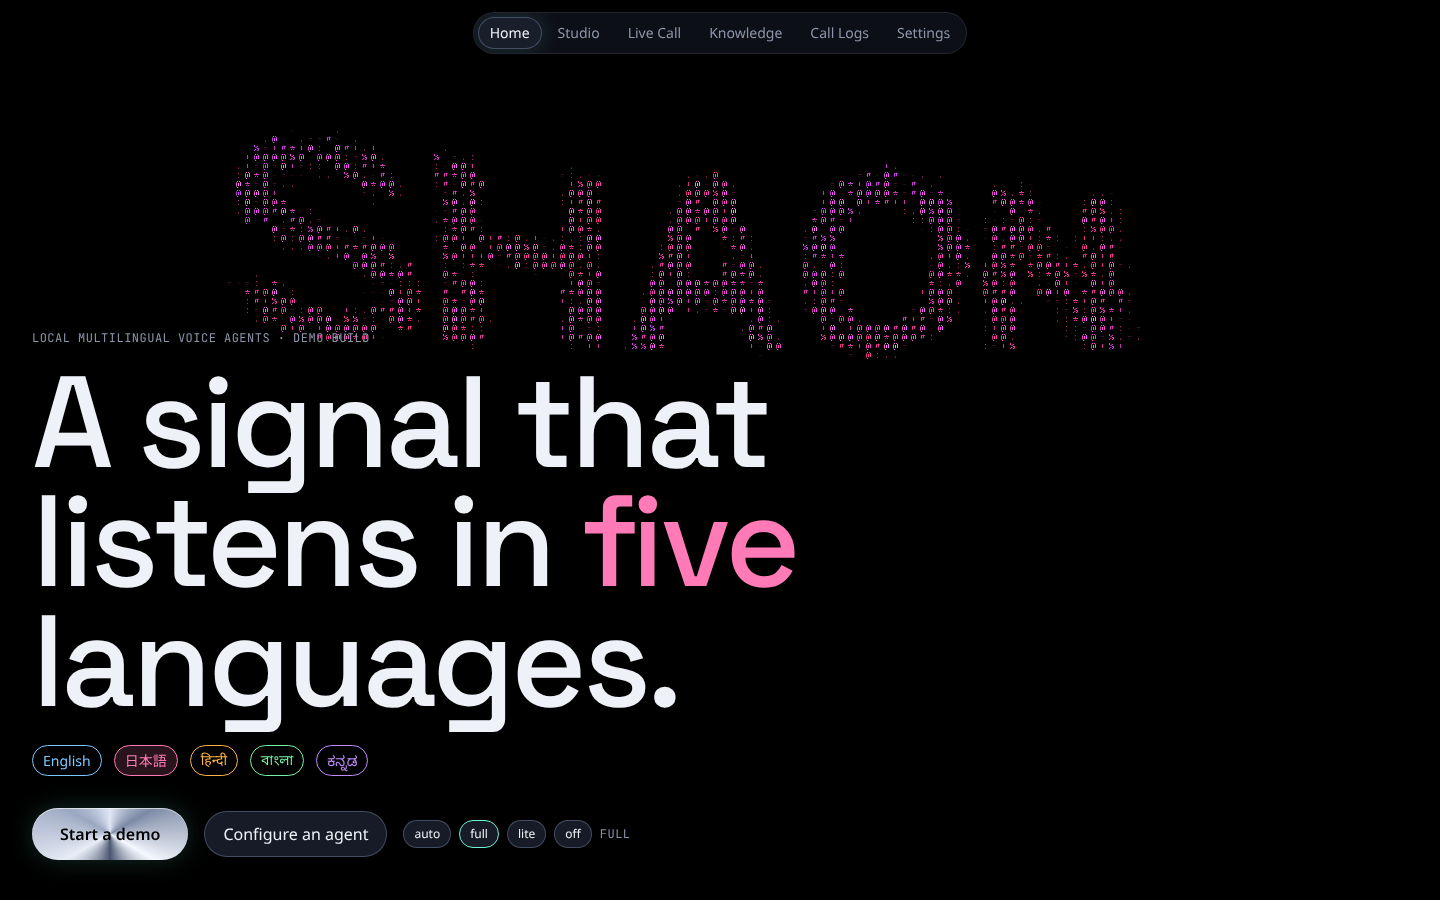 Home Studio Live Call Knowledge Call Logs Settings
SHAON
LOCAL MULTILINGUAL VOICE AGENTS · DEMO BUILD
A signal that
listens in five
languages.
English 日本語 हिन्दी বাংলা ಕನ್ನಡ
Start a demo Configure an agent auto full lite off FULL